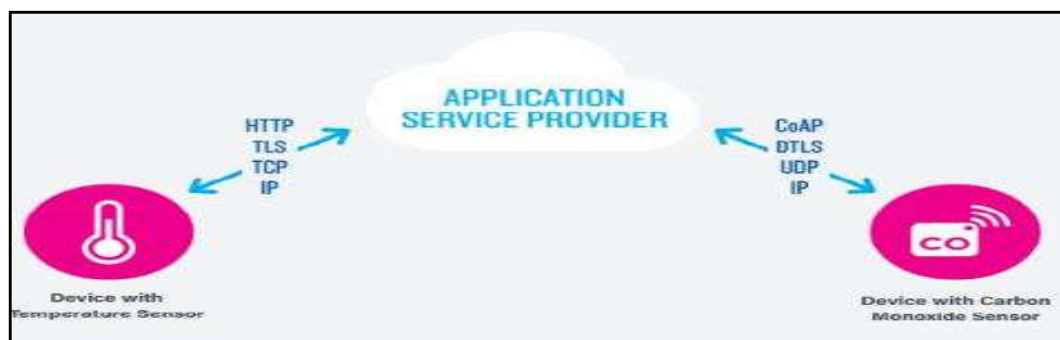 APPLICATION
SERVICE PROVIDER
HTTP
TLS
TCP
IP
CoAP
DTLS
UDP
IP
CO
Device with
Temperature Sensor
Device with Carbon
Monoxide Sensor